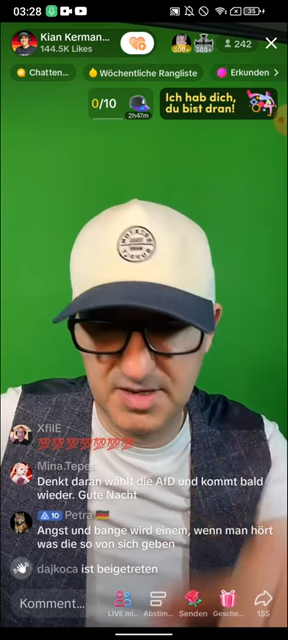 03:28
35
Kian Kerman...
144.5K Likes
242
Chatten...
Wöchentliche Rangliste
Erkunden
0/10
2h47m
Ich hab dich,
du bist dran!
XfilE
💯💯💯💯💯💯💯
Mina.Tepes
Denkt daran wählt die AfD und kommt bald
wieder. Gute Nacht
10 Petra 🇩🇪
Angst und bange wird einem, wenn man hört
was die so von sich geben
dajkoca ist beigetreten
Komment...
LIVE mi...
Abstim...
Senden
Gesche...
155